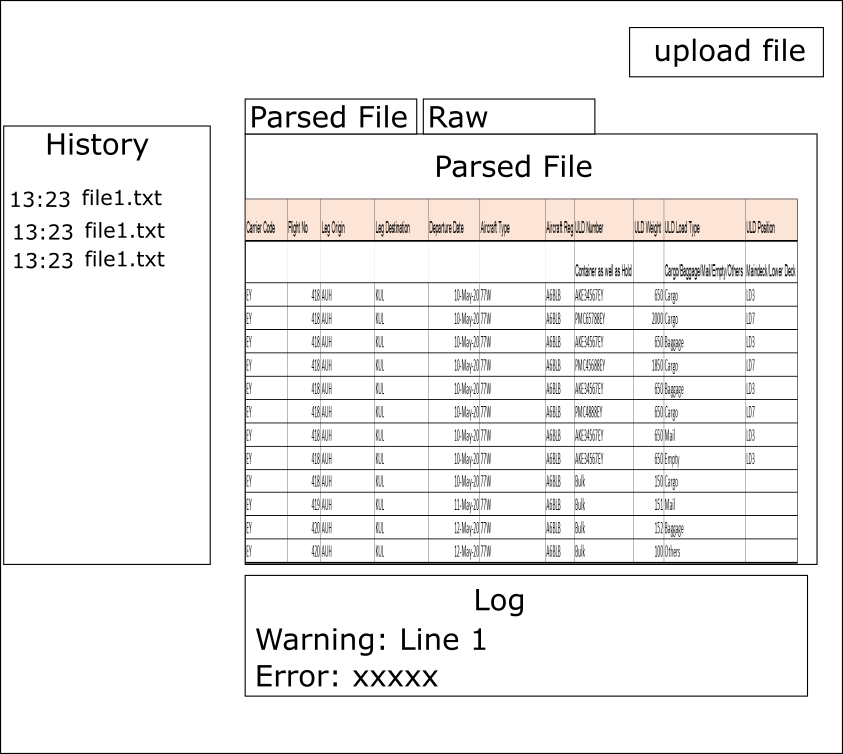 upload file
Parsed File Raw
History
13:23 file1.txt
13:23 file1.txt
13:23 file1.txt
Parsed File
Carrier Code Flight No Leg Origin Leg Destination Departure Date Aircraft Type Aircraft Reg ULD Number ULD Weight ULD Load Type ULD Position
Container as well as Hold Cargo/Baggage/Mail/Empty/Others Maindeck/Lower Deck
EY 418 AUH KUL 10-May-20 77W A6BLB AKE34567EY 650 Cargo LD3
EY 418 AUH KUL 10-May-20 77W A6BLB PMC65788EY 2000 Cargo LD7
EY 418 AUH KUL 10-May-20 77W A6BLB AKE34567EY 650 Baggage LD3
EY 418 AUH KUL 10-May-20 77W A6BLB PMC45688EY 1850 Cargo LD7
EY 418 AUH KUL 10-May-20 77W A6BLB AKE34567EY 650 Baggage LD3
EY 418 AUH KUL 10-May-20 77W A6BLB PMC4888EY 650 Cargo LD7
EY 418 AUH KUL 10-May-20 77W A6BLB AKE34567EY 650 Mail LD3
EY 418 AUH KUL 10-May-20 77W A6BLB AKE34567EY 650 Empty LD3
EY 418 AUH KUL 10-May-20 77W A6BLB Bulk 150 Cargo
EY 419 AUH KUL 11-May-20 77W A6BLB Bulk 151 Mail
EY 420 AUH KUL 12-May-20 77W A6BLB Bulk 152 Baggage
EY 420 AUH KUL 12-May-20 77W A6BLB Bulk 100 Others
Log
Warning: Line 1
Error: xxxxx